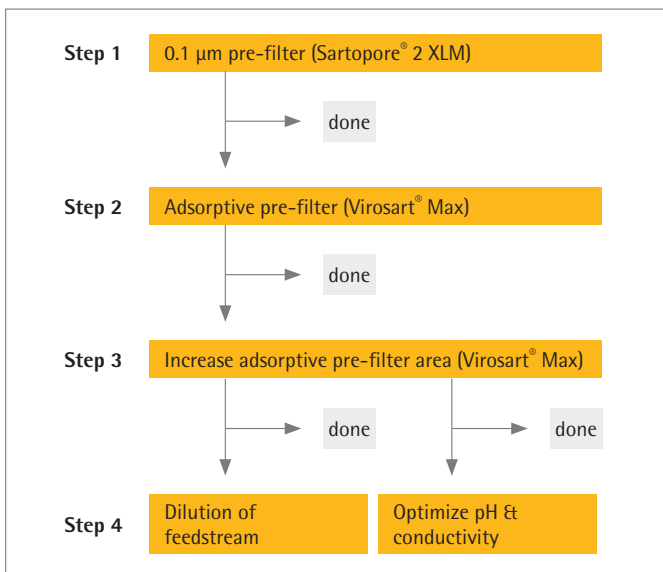 Step 1
0.1 μm pre-filter (Sartopore® 2 XLM)
done
Step 2
Adsorptive pre-filter (Virosart® Max)
done
Step 3
Increase adsorptive pre-filter area (Virosart® Max)
done
done
Step 4
Dilution of
feedstream
Optimize pH &
conductivity